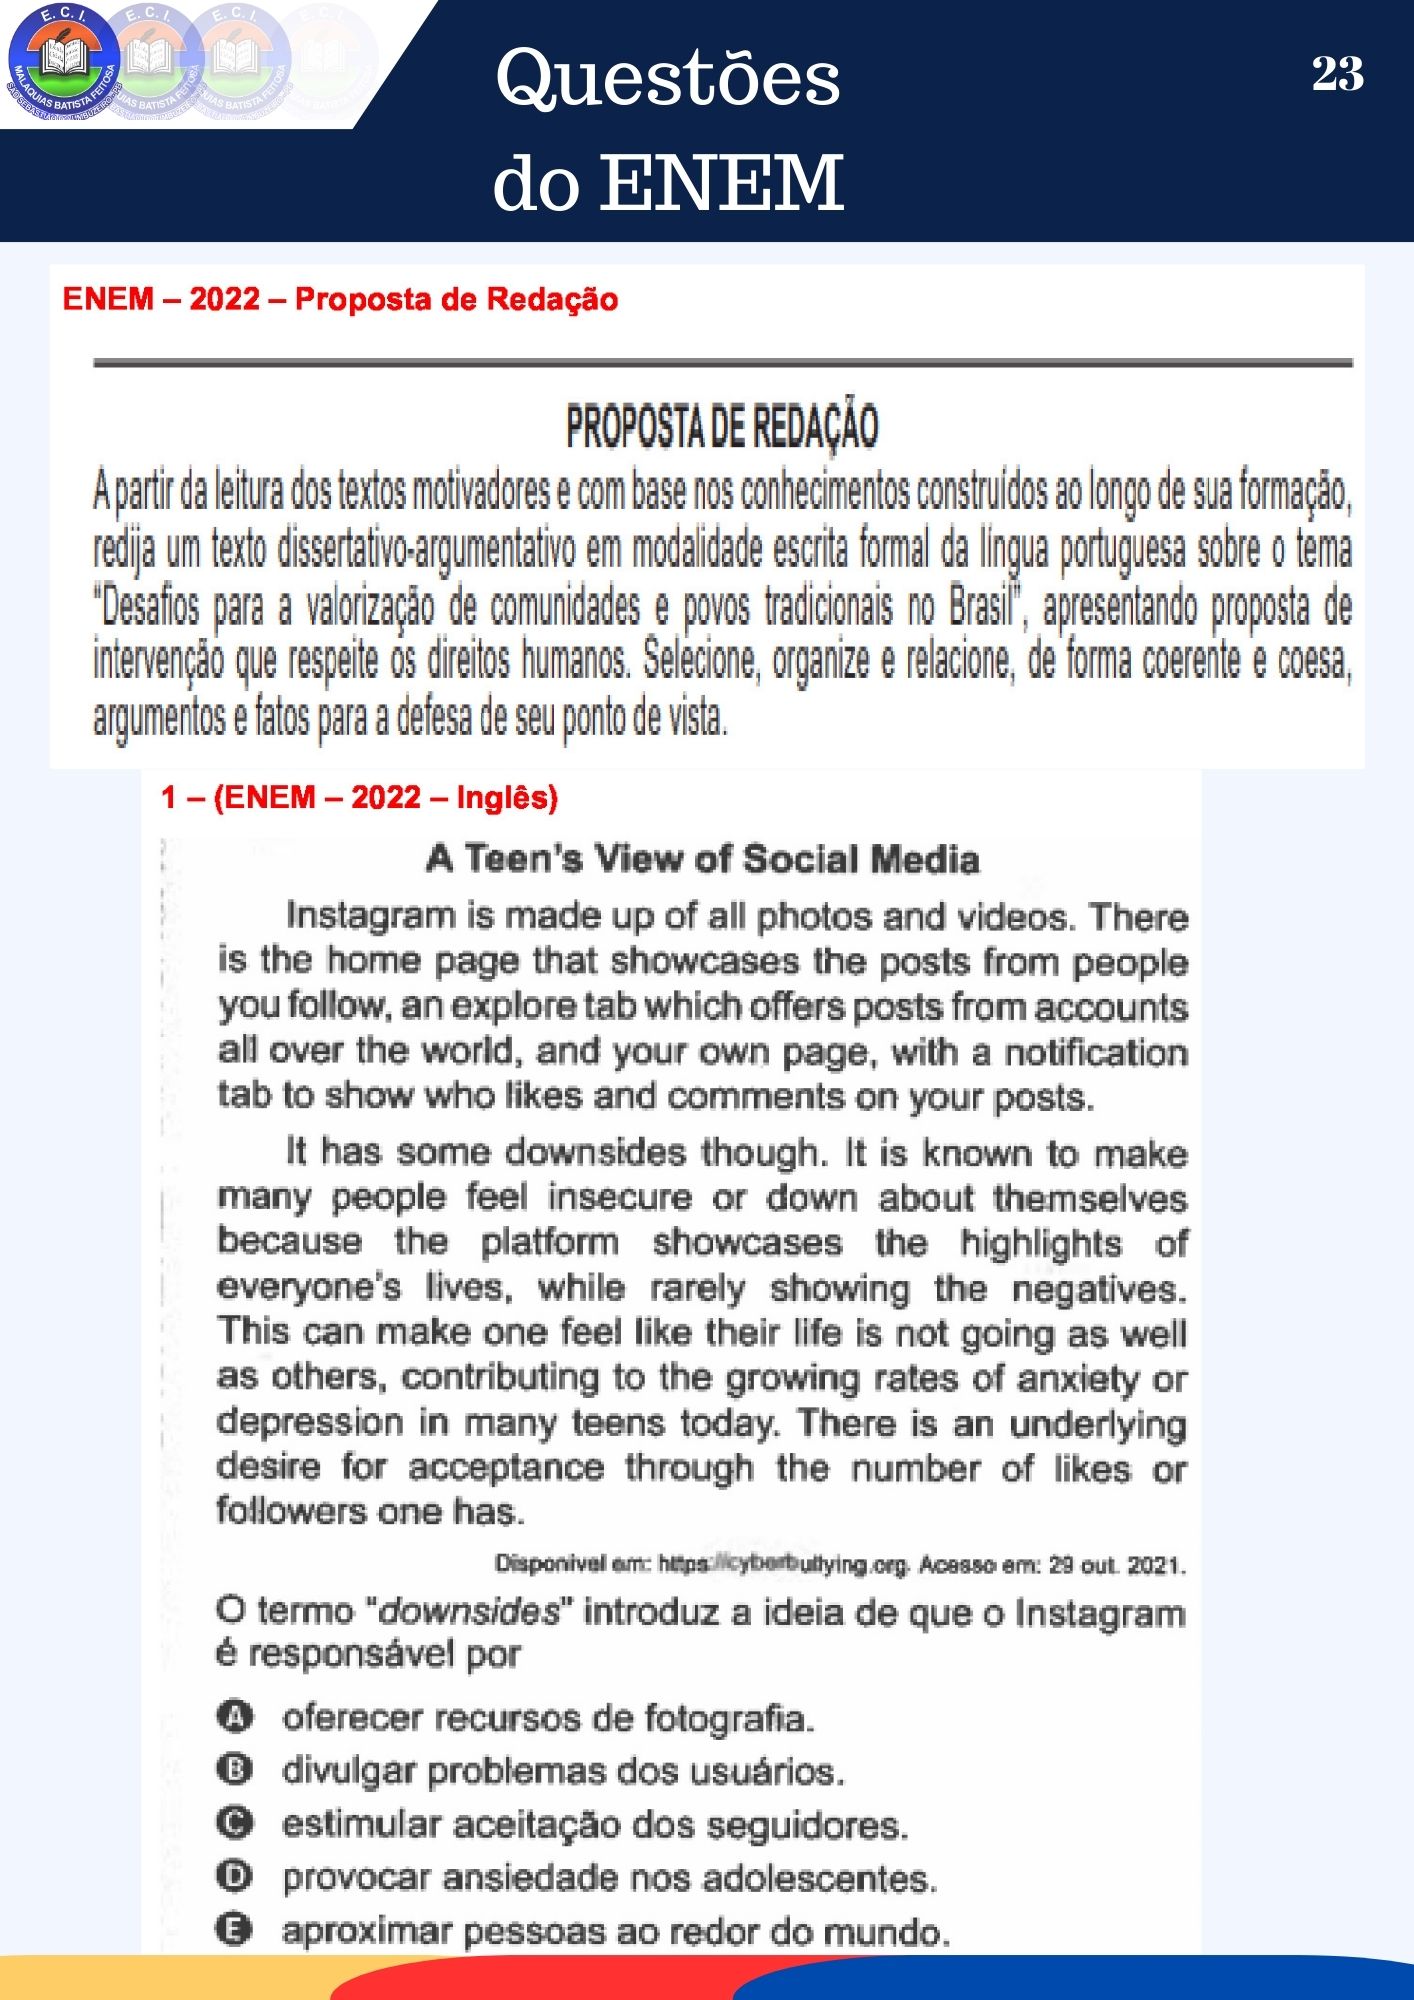 E. C. I.
E. C. I.
E. C. I.
MALAQUIAS BATISTA FEITOSA
Questões
do ENEM
23
ENEM – 2022 – Proposta de Redação
PROPOSTA DE REDAÇÃO
A partir da leitura dos textos motivadores e com base nos conhecimentos construídos ao longo de sua formação,
redija um texto dissertativo-argumentativo em modalidade escrita formal da língua portuguesa sobre o tema
“Desafios para a valorização de comunidades e povos tradicionais no Brasil”, apresentando proposta de
intervenção que respeite os direitos humanos. Selecione, organize e relacione, de forma coerente e coesa,
argumentos e fatos para a defesa de seu ponto de vista.
1 – (ENEM – 2022 – Inglês)
A Teen's View of Social Media
Instagram is made up of all photos and videos. There
is the home page that showcases the posts from people
you follow, an explore tab which offers posts from accounts
all over the world, and your own page, with a notification
tab to show who likes and comments on your posts.
It has some downsides though. It is known to make
many people feel insecure or down about themselves
because the platform showcases the highlights of
everyone's lives, while rarely showing the negatives.
This can make one feel like their life is not going as well
as others, contributing to the growing rates of anxiety or
depression in many teens today. There is an underlying
desire for acceptance through the number of likes or
followers one has.
Disponível em: https://cyberbullying.org. Acesso em: 29 out. 2021.
O termo “downsides” introduz a ideia de que o Instagram
é responsável por
A oferecer recursos de fotografia.
B divulgar problemas dos usuários.
C estimular aceitação dos seguidores.
D provocar ansiedade nos adolescentes.
E aproximar pessoas ao redor do mundo.